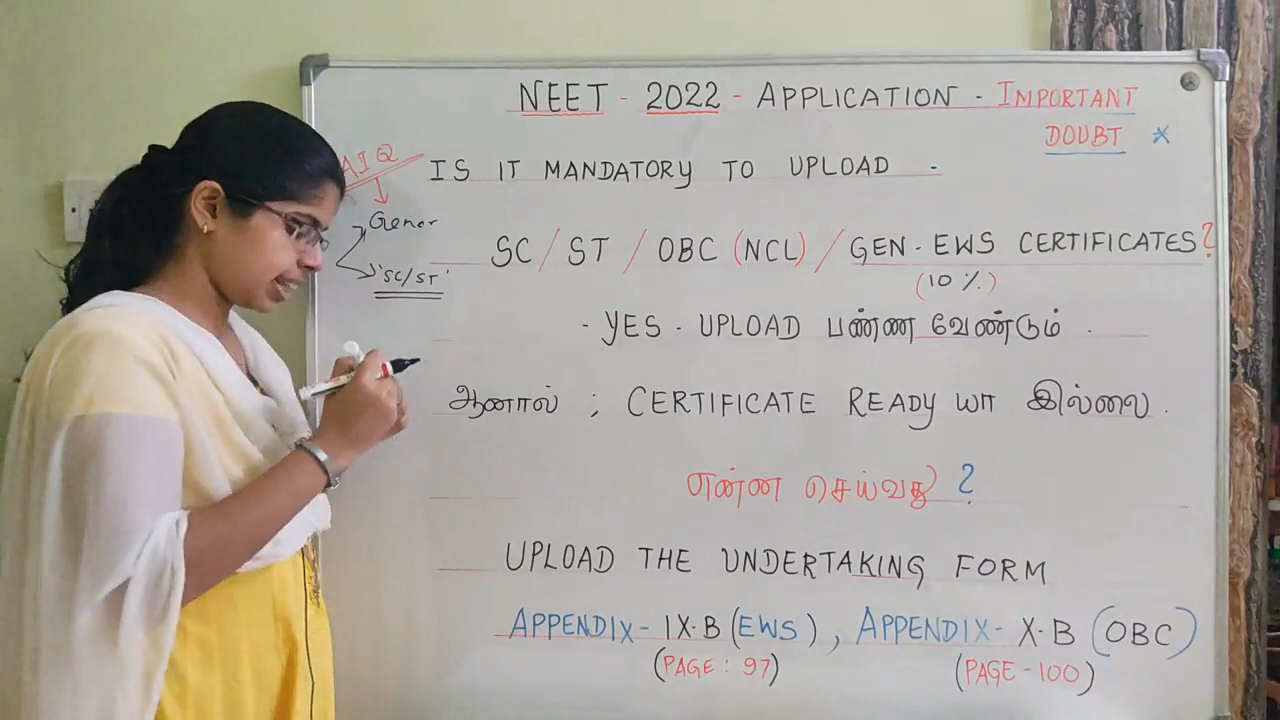 NEET - 2022 - APPLICATION - IMPORTANT
DOUBT *
AIQ
IS IT MANDATORY TO UPLOAD -
Gener
'SC/ST'
SC / ST / OBC (NCL) / GEN - EWS CERTIFICATES?
(10 %)
- YES - UPLOAD பண்ண வேண்டும் .
ஆனால் ; CERTIFICATE READY யா இல்லை .
என்ன செய்வது ?
UPLOAD THE UNDERTAKING FORM
APPENDIX - IX-B (EWS) , APPENDIX - X-B (OBC)
(PAGE : 97) (PAGE - 100)